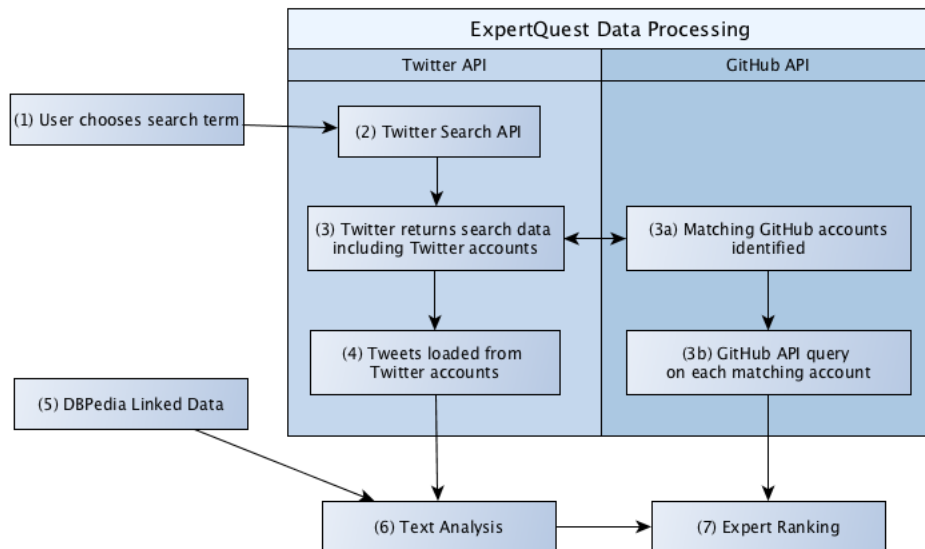 ExpertQuest Data Processing
Twitter API
GitHub API
(1) User chooses search term
(2) Twitter Search API
(3) Twitter returns search data
including Twitter accounts
(3a) Matching GitHub accounts
identified
(4) Tweets loaded from
Twitter accounts
(3b) GitHub API query
on each matching account
(5) DBPedia Linked Data
(6) Text Analysis
(7) Expert Ranking